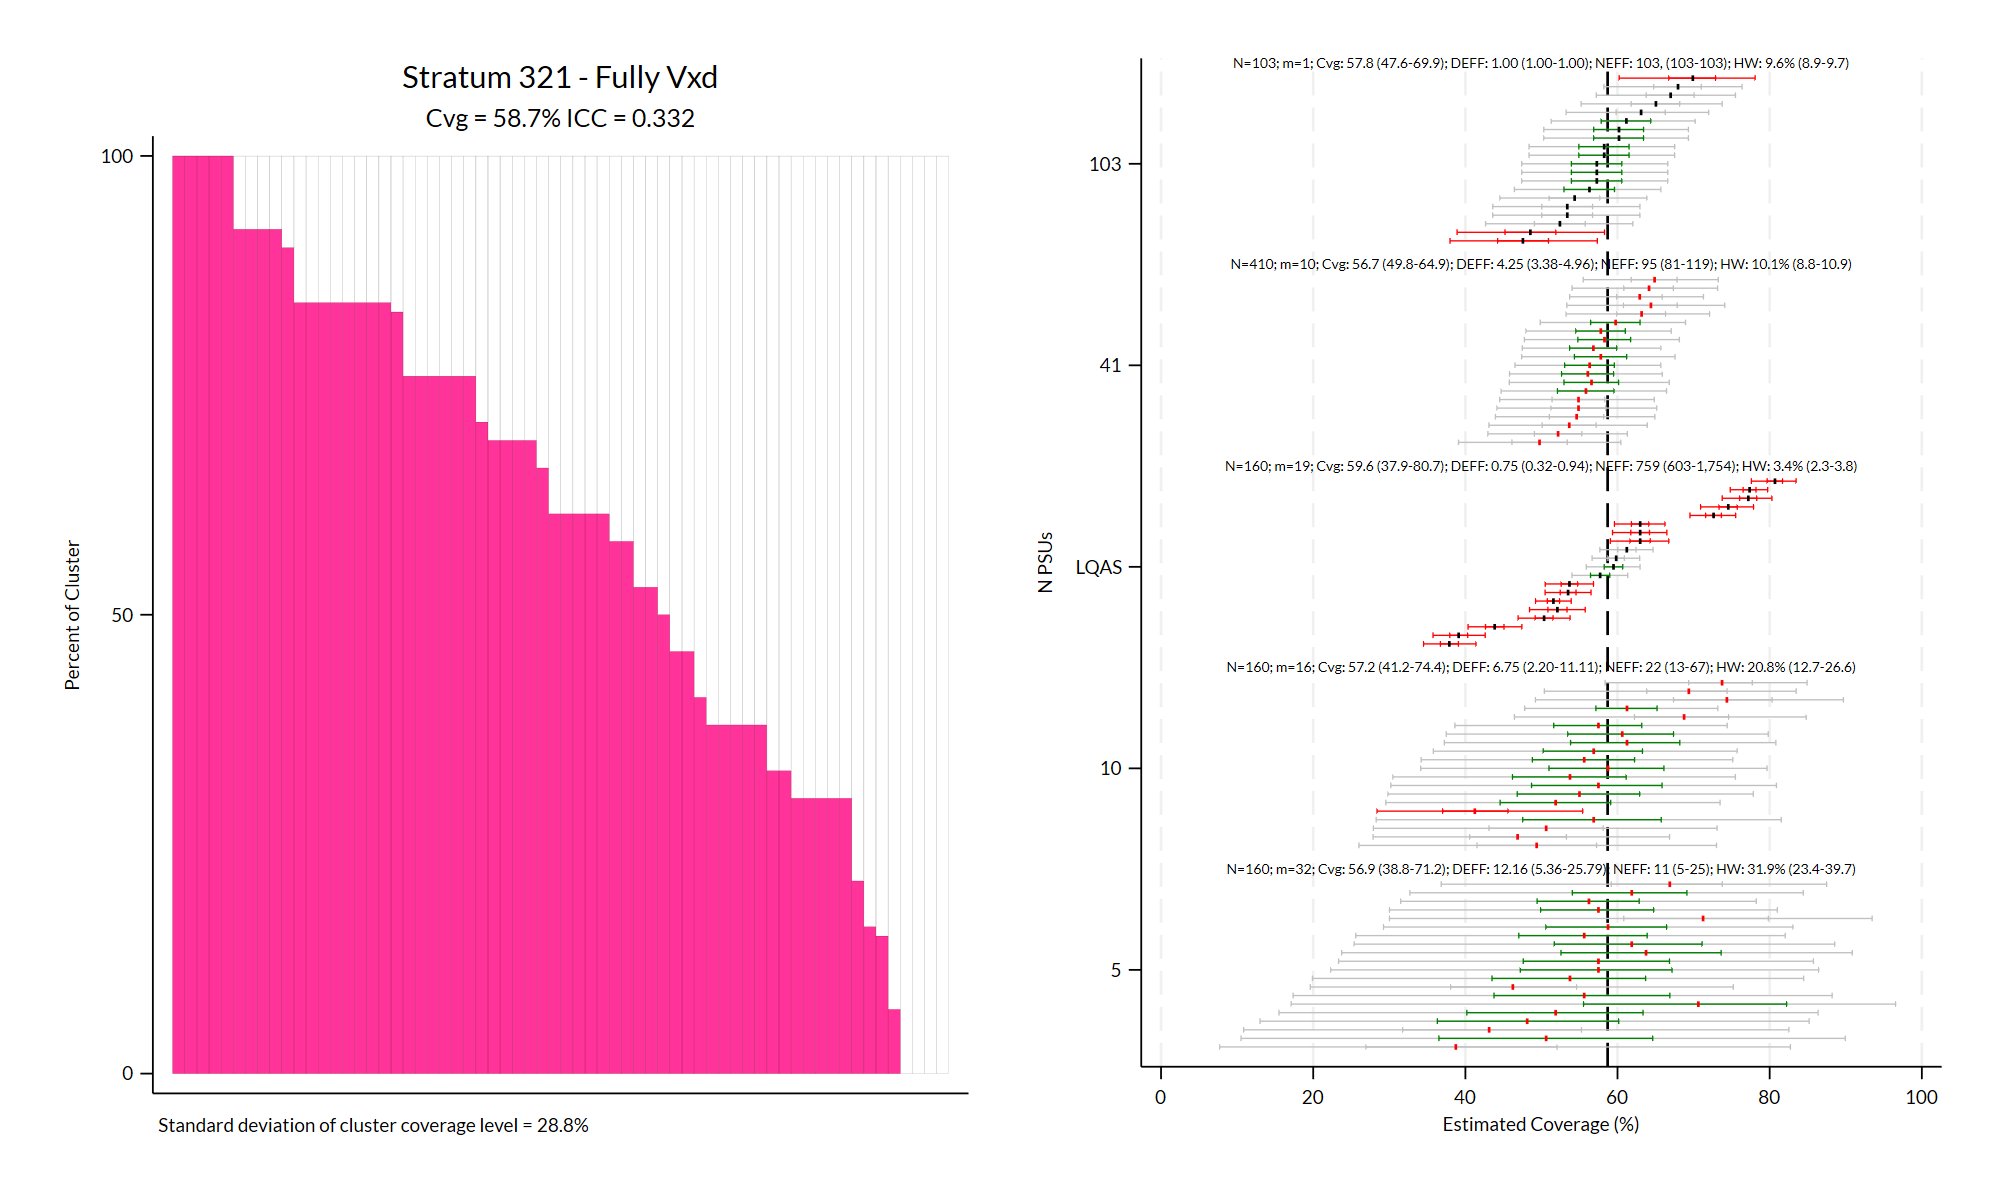 Stratum 321 - Fully Vxd
Cvg = 58.7% ICC = 0.332
100
50
0
Percent of Cluster
Standard deviation of cluster coverage level = 28.8%
N PSUs
N=103; m=1; Cvg: 57.8 (47.6-69.9); DEFF: 1.00 (1.00-1.00); NEFF: 103, (103-103); HW: 9.6% (8.9-9.7)
103
N=410; m=10; Cvg: 56.7 (49.8-64.9); DEFF: 4.25 (3.38-4.96); NEFF: 95 (81-119); HW: 10.1% (8.8-10.9)
41
N=160; m=19; Cvg: 59.6 (37.9-80.7); DEFF: 0.75 (0.32-0.94); NEFF: 759 (603-1,754); HW: 3.4% (2.3-3.8)
LQAS
N=160; m=16; Cvg: 57.2 (41.2-74.4); DEFF: 6.75 (2.20-11.11); NEFF: 22 (13-67); HW: 20.8% (12.7-26.6)
10
N=160; m=32; Cvg: 56.9 (38.8-71.2); DEFF: 12.16 (5.36-25.79); NEFF: 11 (5-25); HW: 31.9% (23.4-39.7)
5
0 20 40 60 80 100
Estimated Coverage (%)